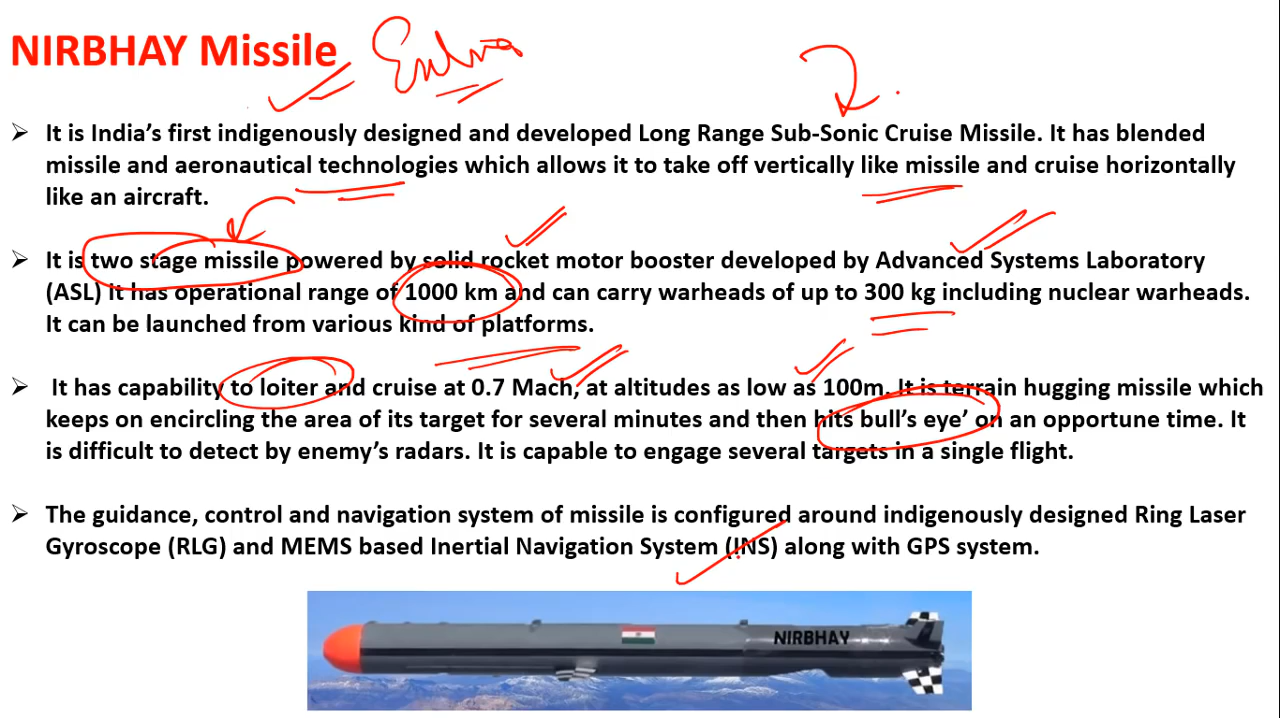 NIRBHAY Missile
➢ It is India's first indigenously designed and developed Long Range Sub-Sonic Cruise Missile. It has blended
missile and aeronautical technologies which allows it to take off vertically like missile and cruise horizontally
like an aircraft.
➢ It is two stage missile powered by solid rocket motor booster developed by Advanced Systems Laboratory
(ASL) It has operational range of 1000 km and can carry warheads of up to 300 kg including nuclear warheads.
It can be launched from various kind of platforms.
➢ It has capability to loiter and cruise at 0.7 Mach, at altitudes as low as 100m. It is terrain hugging missile which
keeps on encircling the area of its target for several minutes and then hits bull's eye' on an opportune time. It
is difficult to detect by enemy's radars. It is capable to engage several targets in a single flight.
➢ The guidance, control and navigation system of missile is configured around indigenously designed Ring Laser
Gyroscope (RLG) and MEMS based Inertial Navigation System (INS) along with GPS system.
NIRBHAY